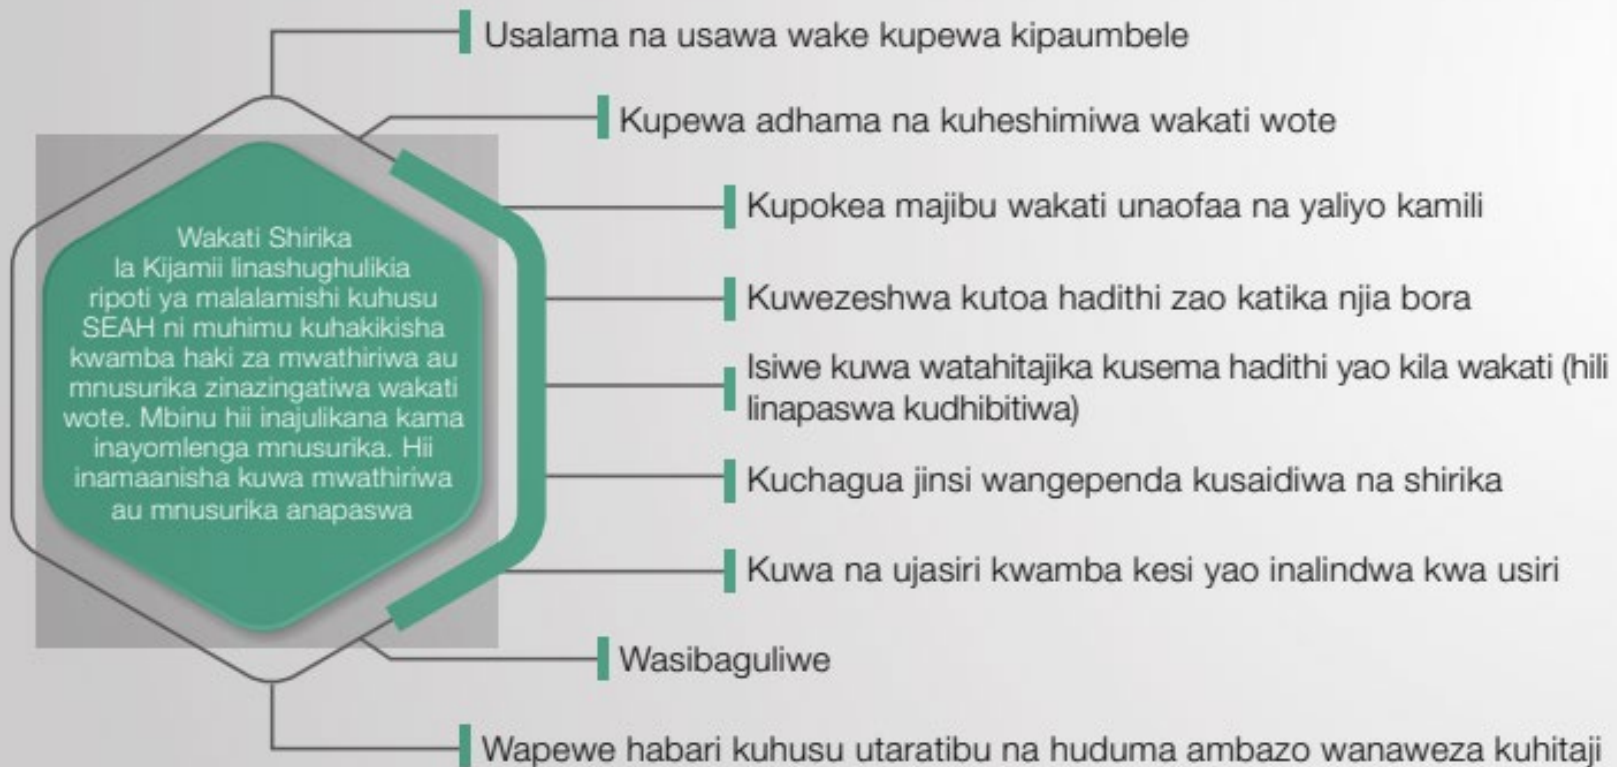 Usalama na usawa wake kupewa kipaumbele
Kupewa adhama na kuheshimiwa wakati wote
Kupokea majibu wakati unaofaa na yaliyo kamili
Wakati Shirika
la Kijamii linashughulikia
ripoti ya malalamishi kuhusu
SEAH ni muhimu kuhakikisha
kwamba haki za mwathiriwa au
mnusurika zinazingatiwa wakati
wote. Mbinu hii inajulikana kama
inayomlenga mnusurika. Hii
inamaanisha kuwa mwathiriwa
au mnusurika anapaswa
Kuwezeshwa kutoa hadithi zao katika njia bora
Isiwe kuwa watahitajika kusema hadithi yao kila wakati (hili
linapaswa kudhibitiwa)
Kuchagua jinsi wangependa kusaidiwa na shirika
Kuwa na ujasiri kwamba kesi yao inalindwa kwa usiri
Wasibaguliwe
Wapewe habari kuhusu utaratibu na huduma ambazo wanaweza kuhitaji